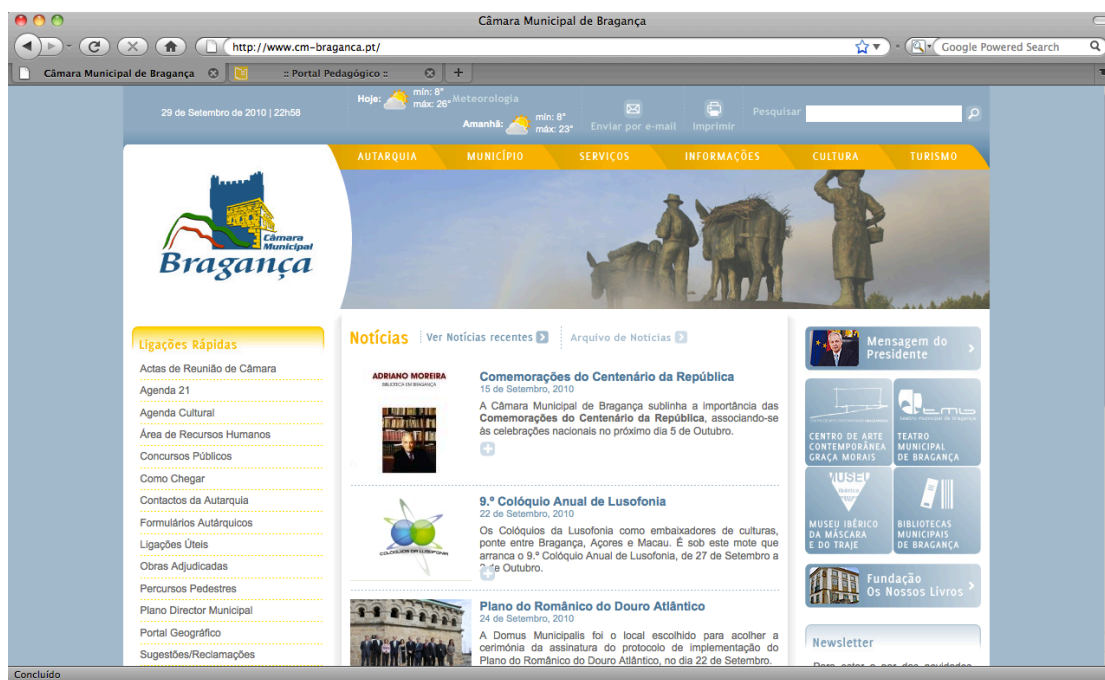 Câmara Municipal de Bragança
http://www.cm-braganca.pt/
Google Powered Search
Câmara Municipal de Bragança
:: Portal Pedagógico ::
29 de Setembro de 2010 | 22h58
Hoje:
mín: 8°
máx: 26°
Meteorologia
Amanhã:
mín: 8°
máx: 23°
Enviar por e-mail
Imprimir
Pesquisar
AUTARQUIA
MUNICÍPIO
SERVIÇOS
INFORMAÇÕES
CULTURA
TURISMO
Câmara
Municipal
Bragança
Ligações Rápidas
Actas de Reunião de Câmara
Agenda 21
Agenda Cultural
Área de Recursos Humanos
Concursos Públicos
Como Chegar
Contactos da Autarquia
Formulários Autárquicos
Ligações Úteis
Obras Adjudicadas
Percursos Pedestres
Plano Director Municipal
Portal Geográfico
Sugestões/Reclamações
Notícias
Ver Notícias recentes
Arquivo de Notícias
ADRIANO MOREIRA
BIBLIOTECA EM BRAGANÇA
Comemorações do Centenário da República
15 de Setembro, 2010
A Câmara Municipal de Bragança sublinha a importância das
Comemorações do Centenário da República, associando-se
às celebrações nacionais no próximo dia 5 de Outubro.
COLÓQUIOS DA LUSOFONIA
9.º Colóquio Anual de Lusofonia
22 de Setembro, 2010
Os Colóquios da Lusofonia como embaixadores de culturas,
ponte entre Bragança, Açores e Macau. É sob este mote que
arranca o 9.º Colóquio Anual de Lusofonia, de 27 de Setembro a
de Outubro.
Plano do Românico do Douro Atlântico
24 de Setembro, 2010
A Domus Municipalis foi o local escolhido para acolher a
cerimónia da assinatura do protocolo de implementação do
Plano do Românico do Douro Atlântico, no dia 22 de Setembro.
Mensagem do
Presidente
CENTRO DE ARTE
CONTEMPORÂNEA
GRAÇA MORAIS
tmb
teatro municipal de bragança
TEATRO
MUNICIPAL
DE BRAGANÇA
MUSEU
MUSEU IBÉRICO
DA MÁSCARA
E DO TRAJE
BIBLIOTECAS
MUNICIPAIS
DE BRAGANÇA
Fundação
Os Nossos Livros
Newsletter
Para estar a par das novidades
Concluído